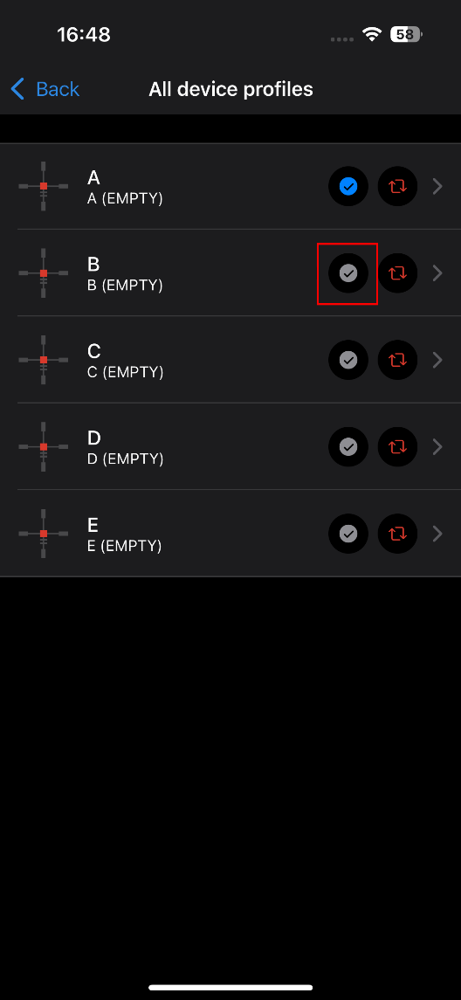 16:48
58
Back
All device profiles
A
A (EMPTY)
B
B (EMPTY)
C
C (EMPTY)
D
D (EMPTY)
E
E (EMPTY)